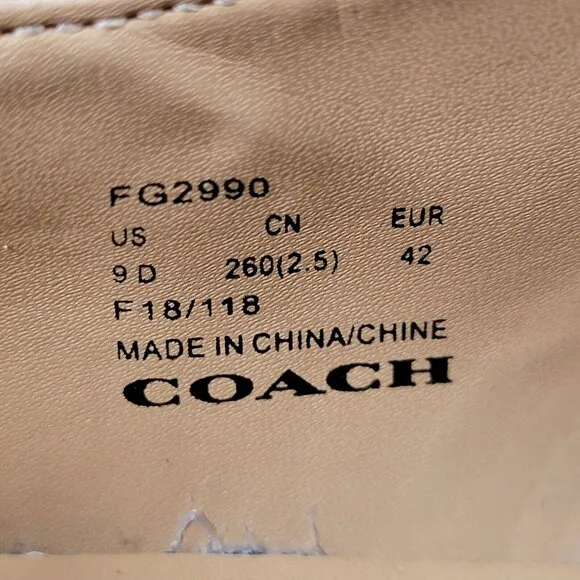 FG2990
US CN EUR
9 D 260(2.5) 42
F18/118
MADE IN CHINA/CHINE
COACH